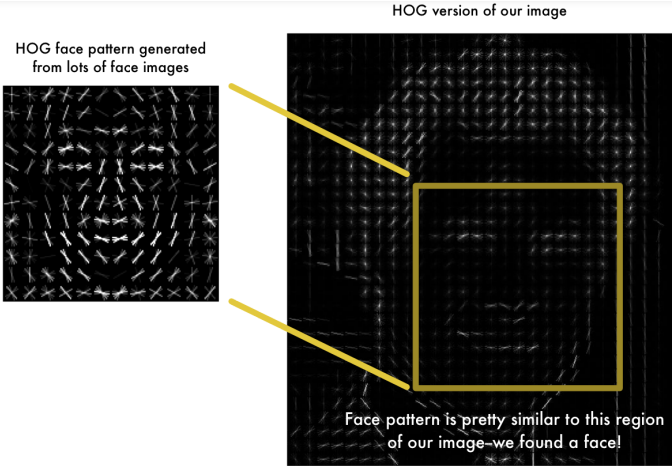 HOG version of our image
HOG face pattern generated
from lots of face images
Face pattern is pretty similar to this region
of our image–we found a face!